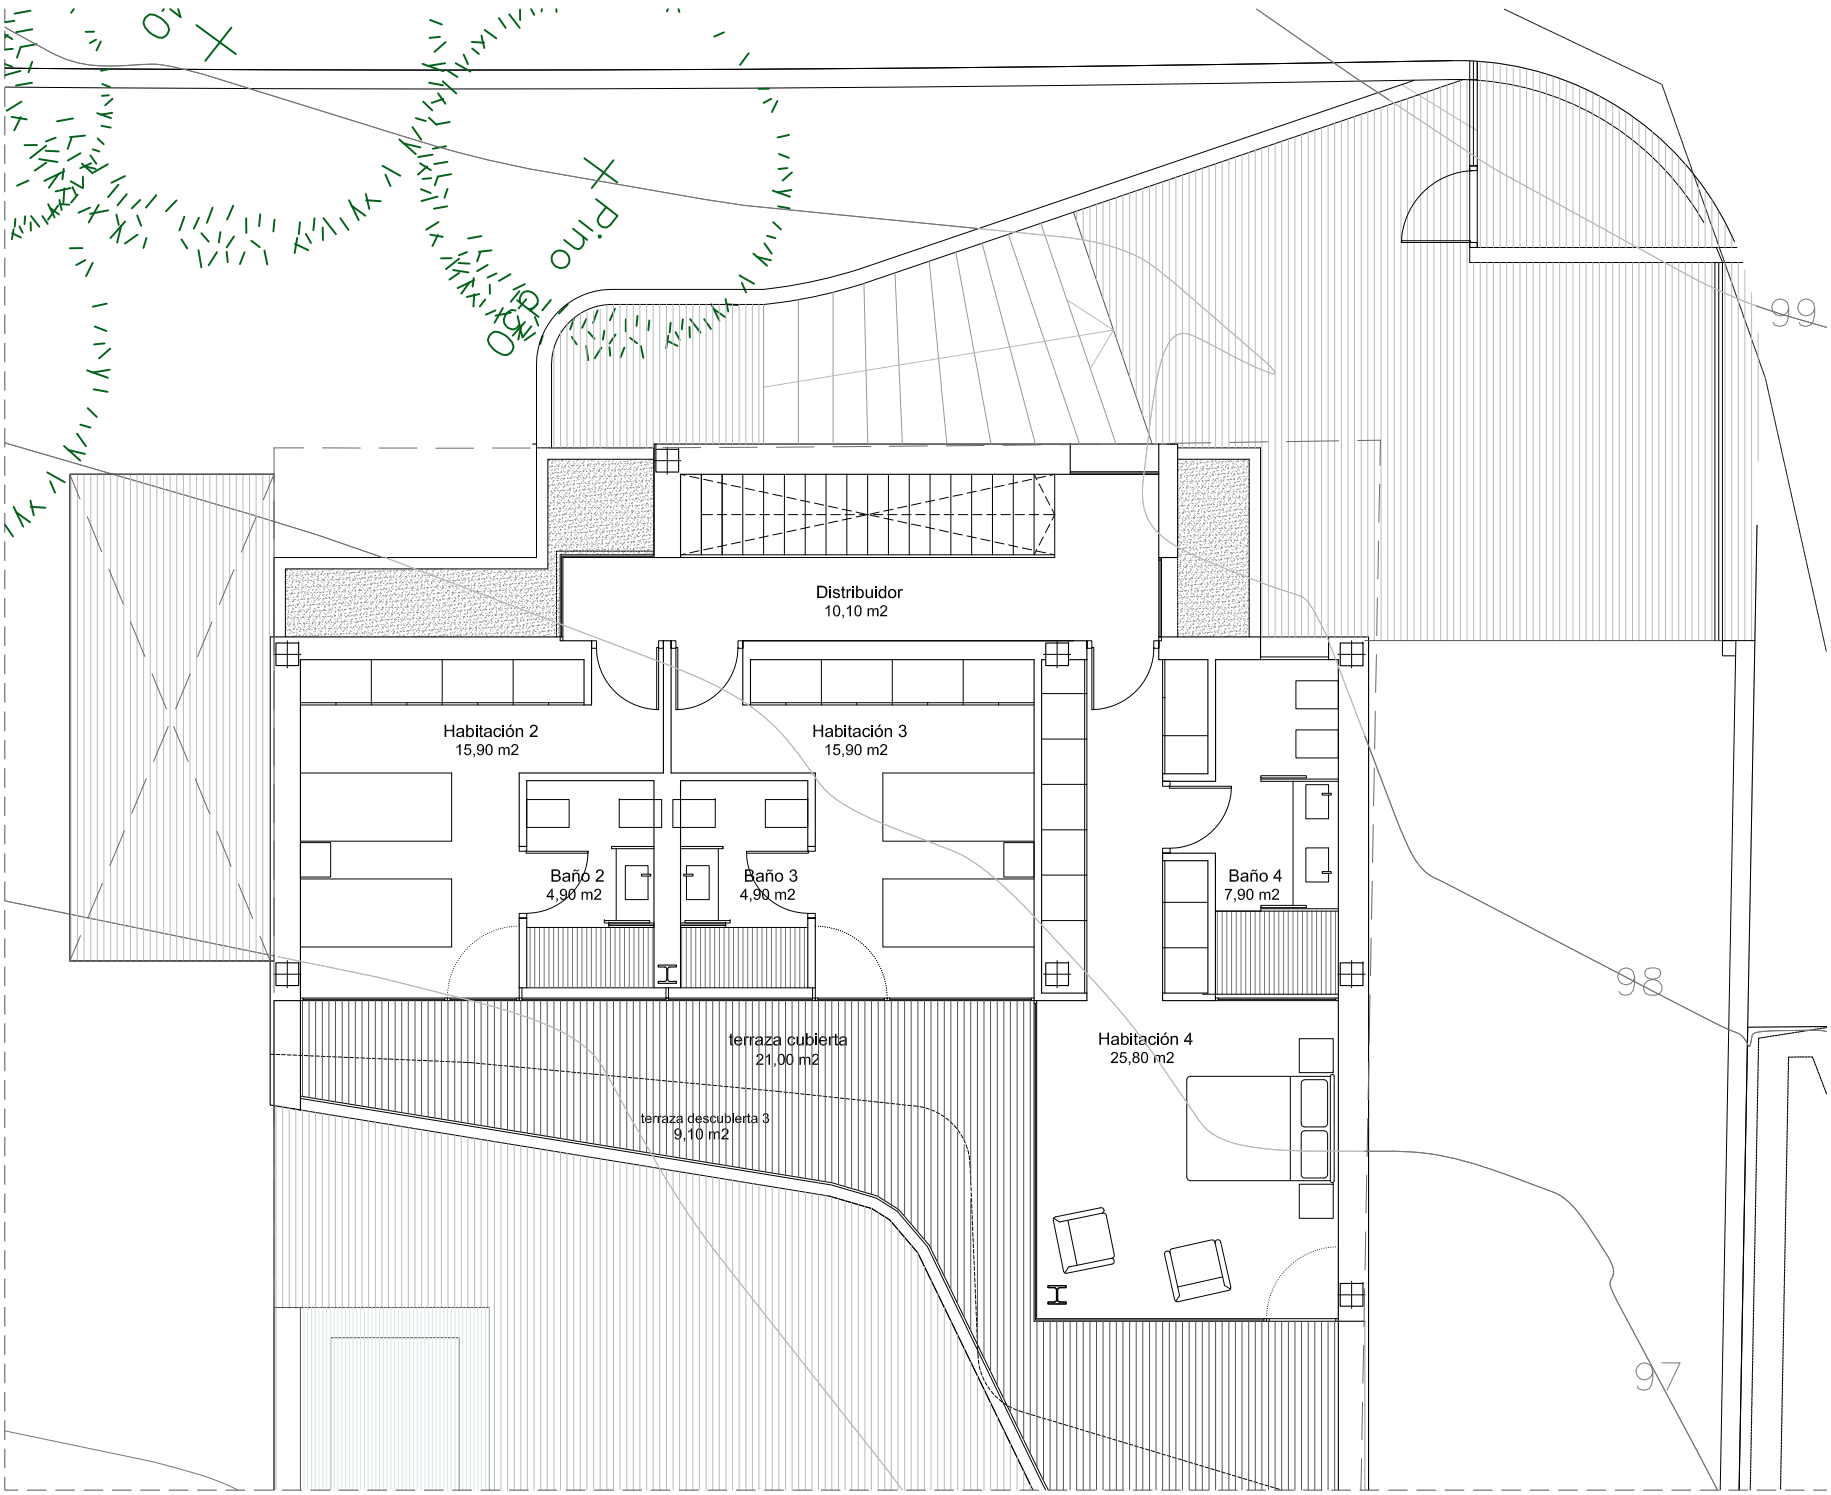 Pino
d50
99
Distribuidor
10,10 m2
Habitación 2
15,90 m2
Habitación 3
15,90 m2
Baño 2
4,90 m2
Baño 3
4,90 m2
Baño 4
7,90 m2
98
terraza cubierta
21,00 m2
Habitación 4
25,80 m2
terraza descubierta 3
9,10 m2
97